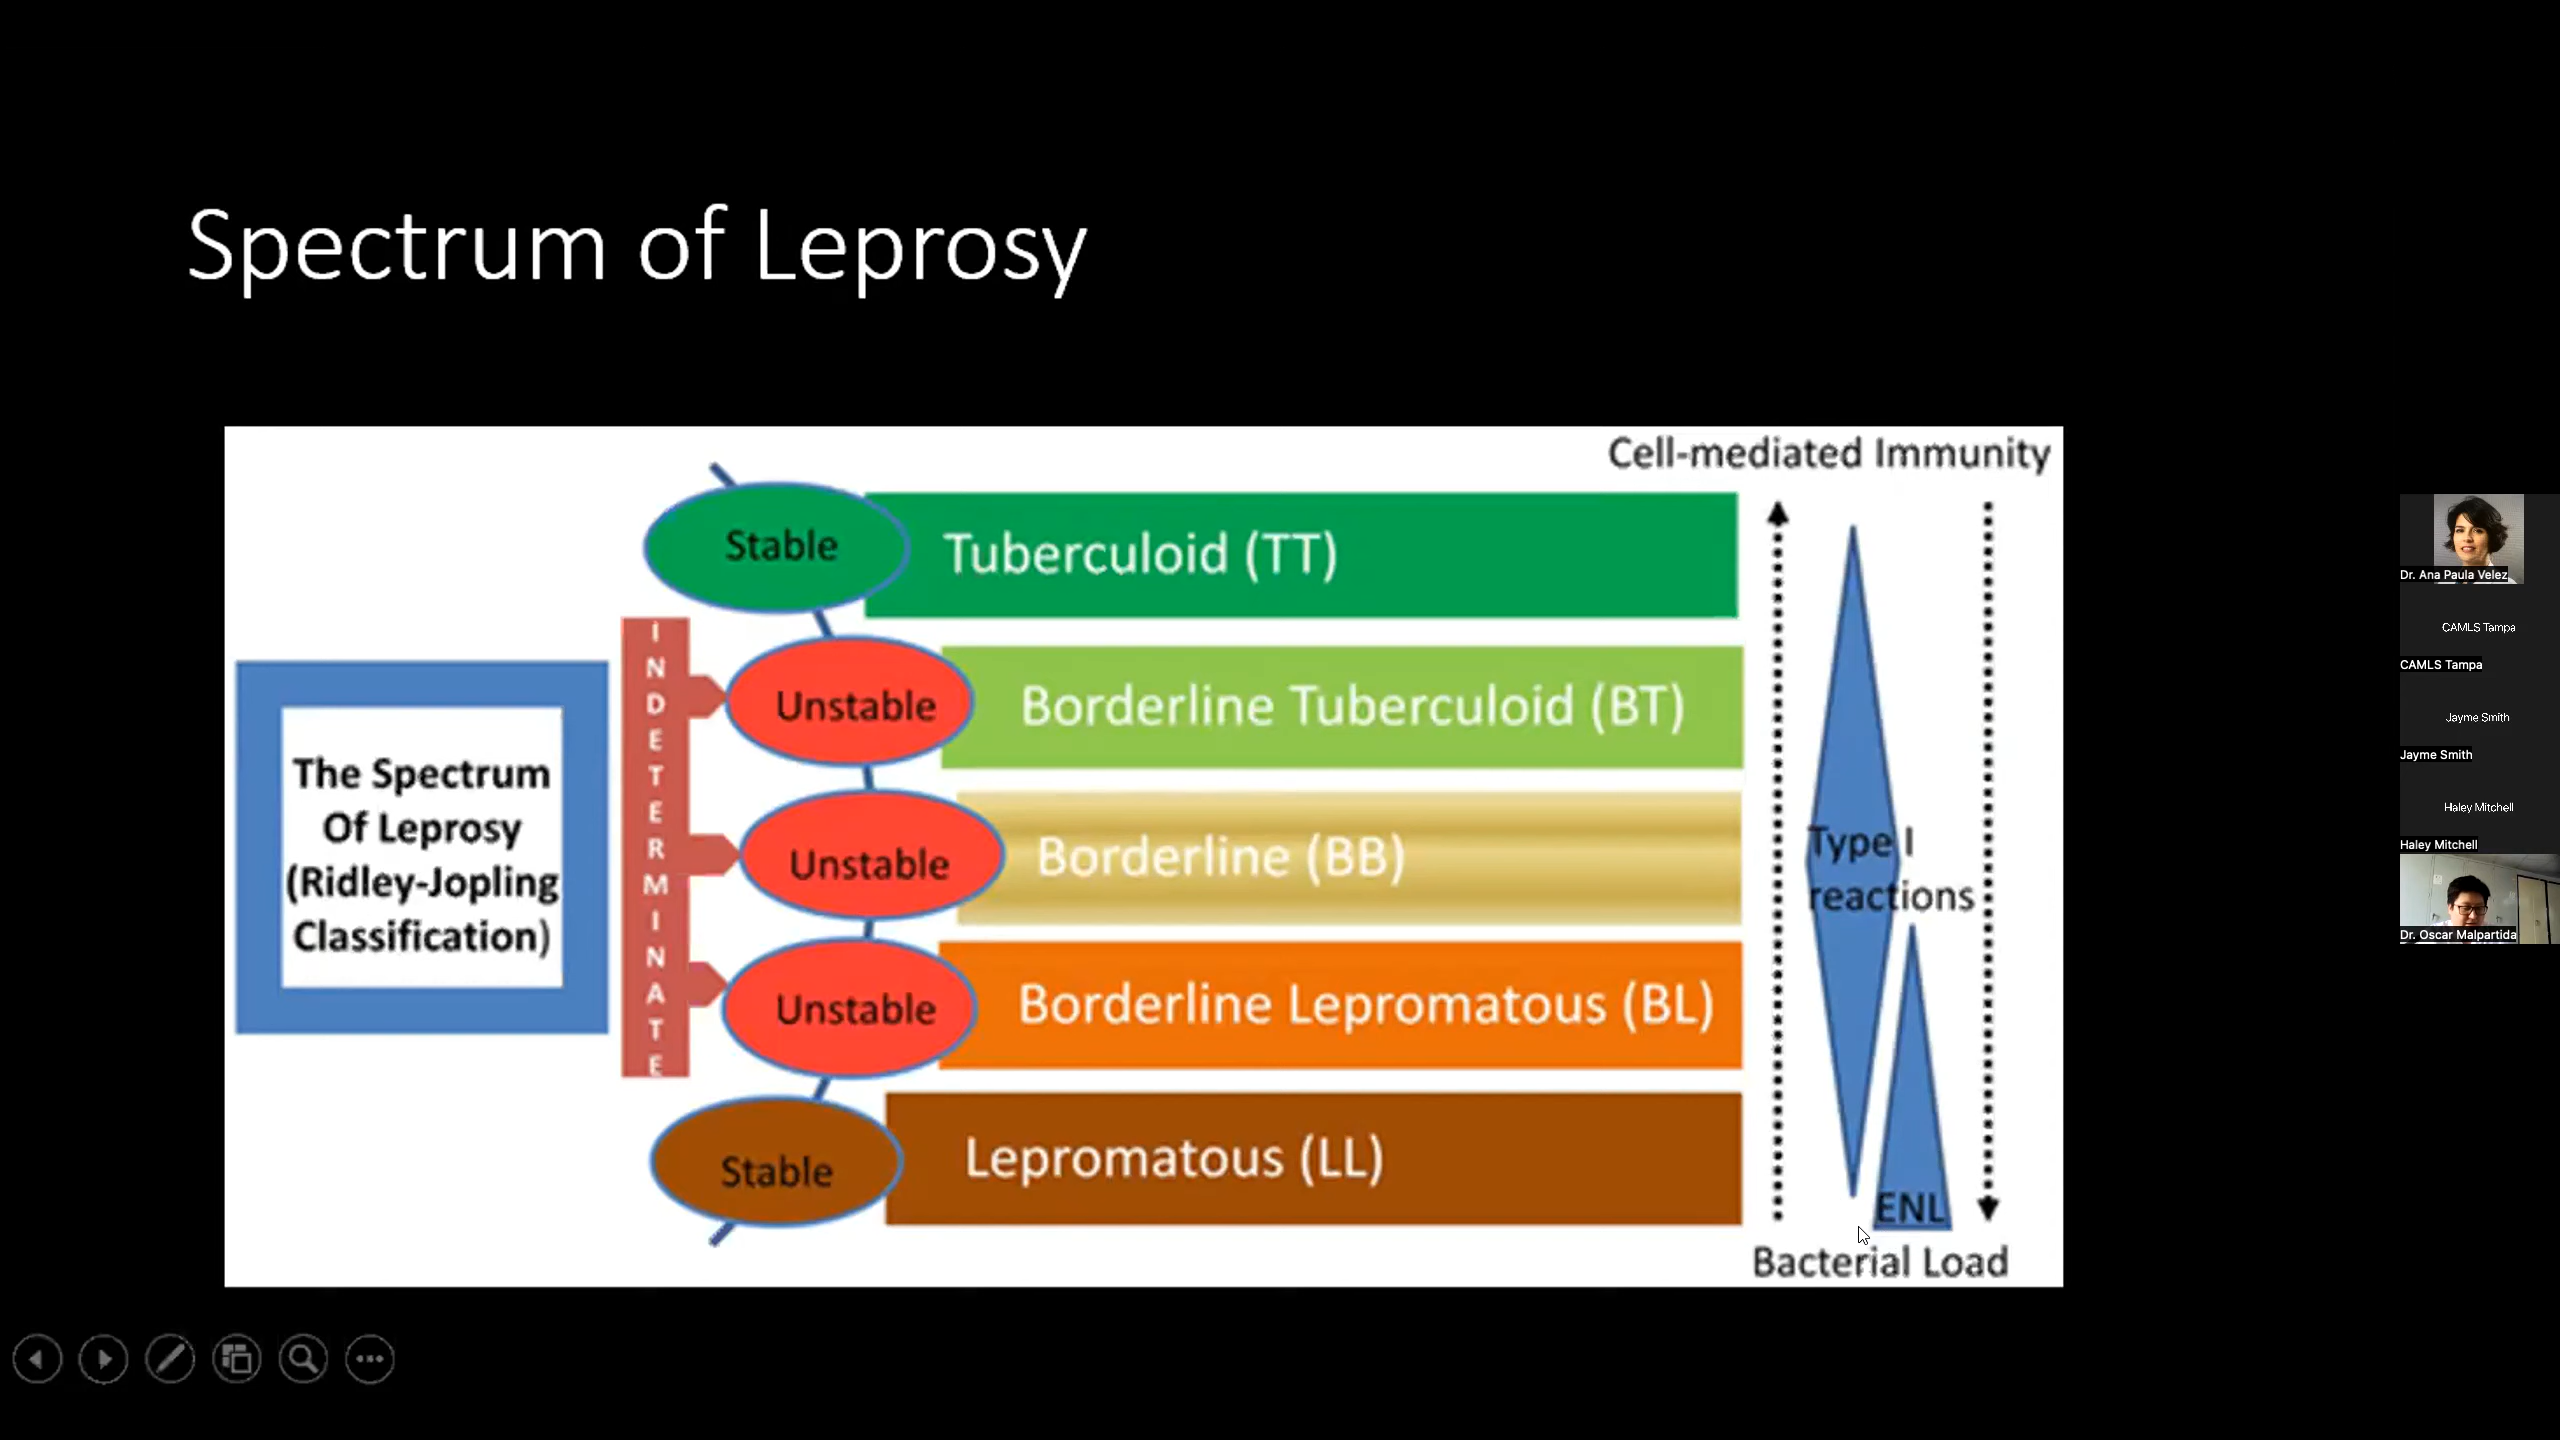 Spectrum of Leprosy
Cell-mediated Immunity
Stable
Tuberculoid (TT)
INDETERMINATE
Unstable
Borderline Tuberculoid (BT)
The Spectrum
Of Leprosy
(Ridley-Jopling
Classification)
Unstable
Borderline (BB)
Type I
reactions
Unstable
Borderline Lepromatous (BL)
Stable
Lepromatous (LL)
ENL
Bacterial Load
Dr. Ana Paula Velez
CAMLS Tampa
CAMLS Tampa
Jayme Smith
Jayme Smith
Haley Mitchell
Haley Mitchell
Dr. Oscar Malpartida